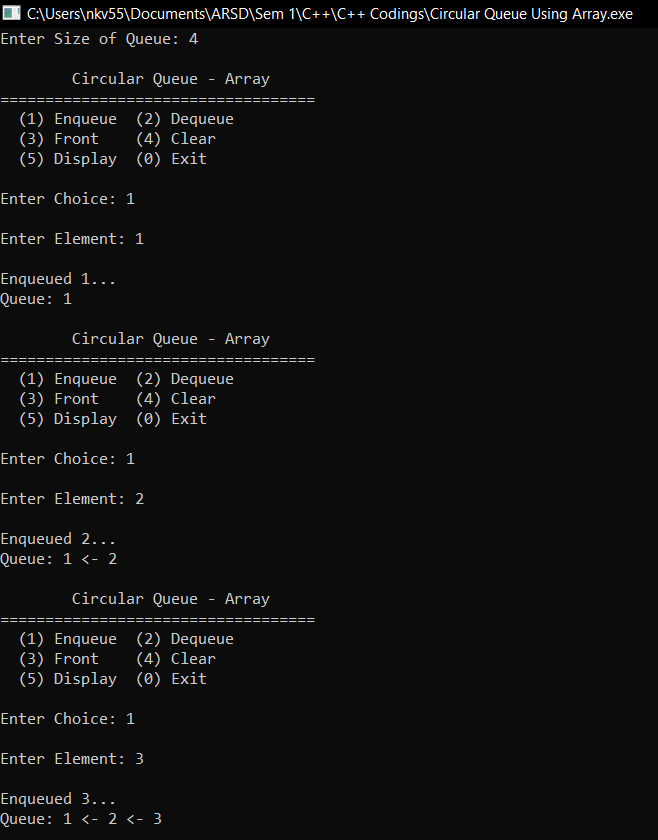 C:\Users\nkv55\Documents\ARSD\Sem 1\C++\C++ Codings\Circular Queue Using Array.exe
Enter Size of Queue: 4
Circular Queue - Array
===================================
(1) Enqueue  (2) Dequeue
(3) Front    (4) Clear
(5) Display  (0) Exit
Enter Choice: 1
Enter Element: 1
Enqueued 1...
Queue: 1
Circular Queue - Array
===================================
(1) Enqueue  (2) Dequeue
(3) Front    (4) Clear
(5) Display  (0) Exit
Enter Choice: 1
Enter Element: 2
Enqueued 2...
Queue: 1 <- 2
Circular Queue - Array
===================================
(1) Enqueue  (2) Dequeue
(3) Front    (4) Clear
(5) Display  (0) Exit
Enter Choice: 1
Enter Element: 3
Enqueued 3...
Queue: 1 <- 2 <- 3